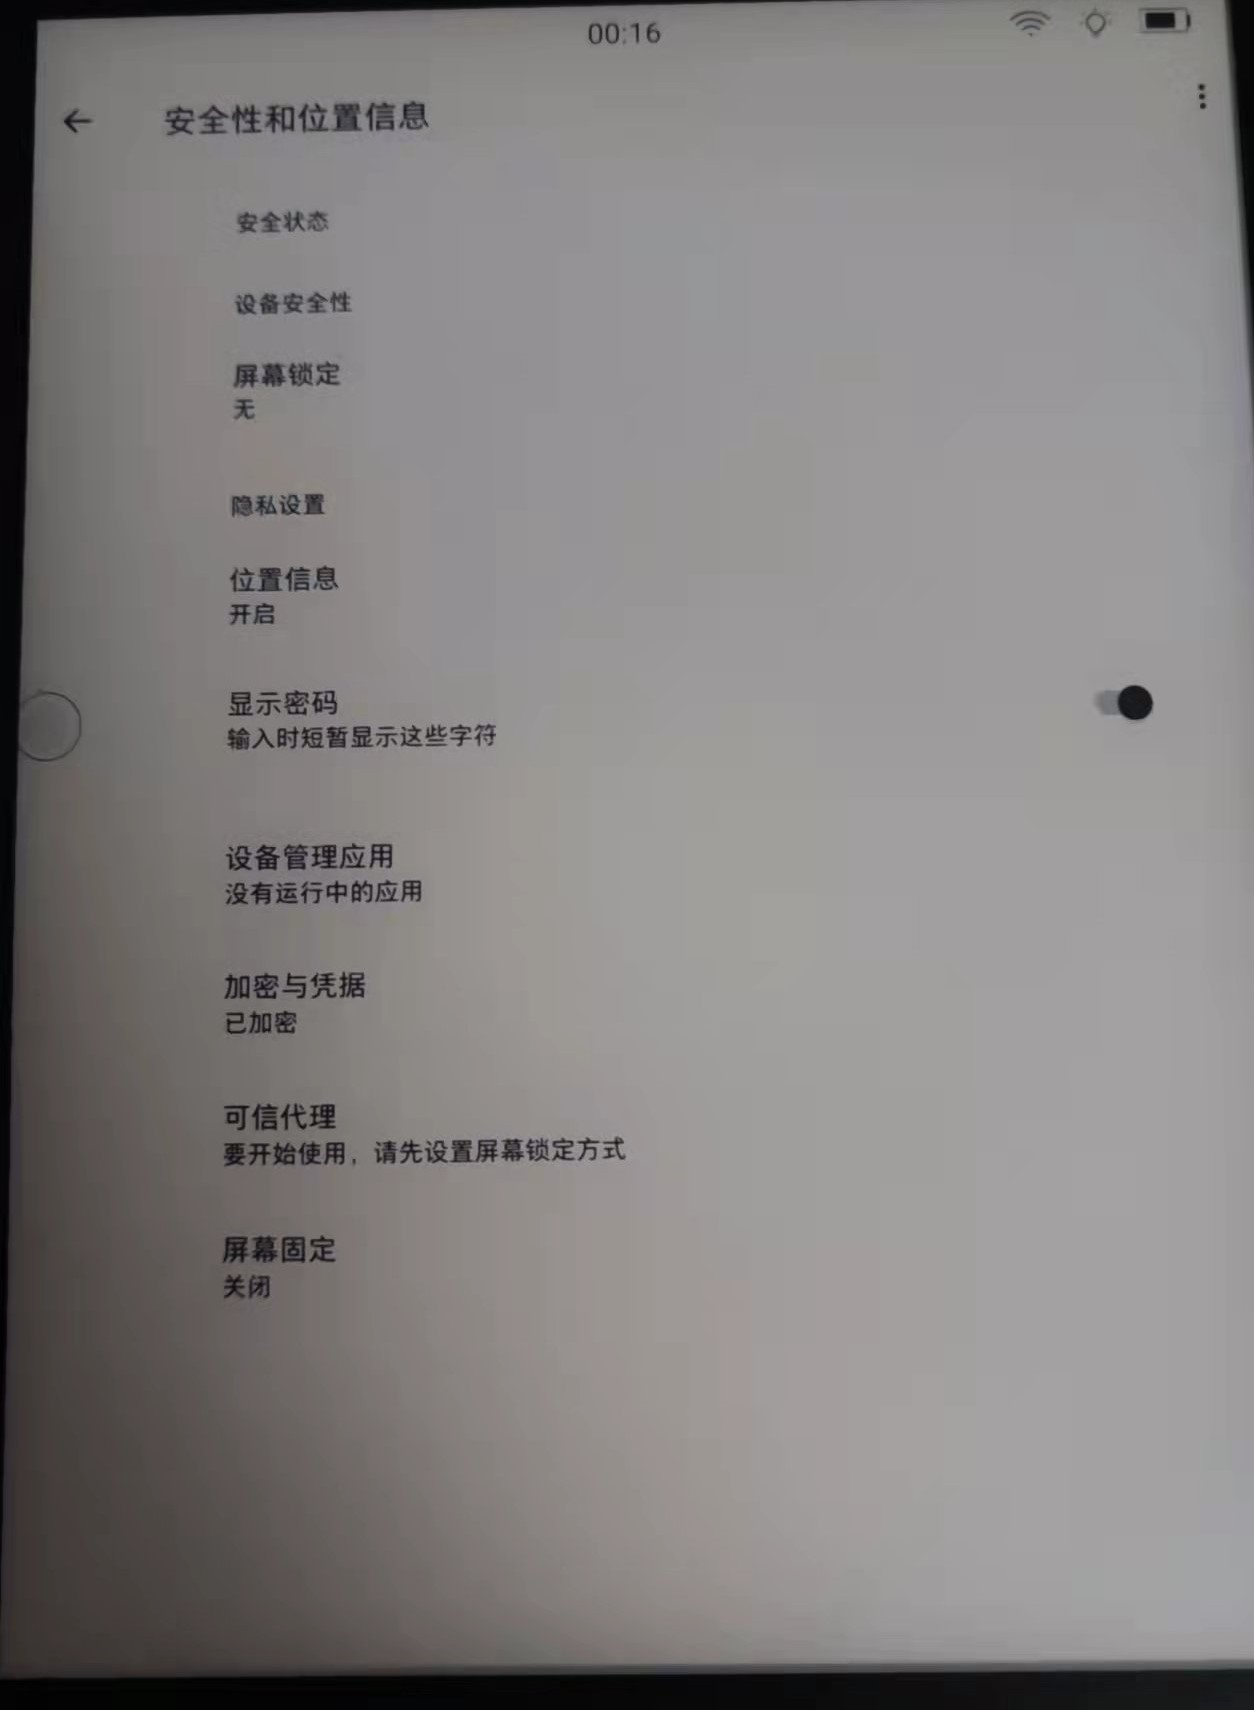 00:16
安全性和位置信息
安全状态
设备安全性
屏幕锁定
无
隐私设置
位置信息
开启
显示密码
输入时短暂显示这些字符
设备管理应用
没有运行中的应用
加密与凭据
已加密
可信代理
要开始使用，请先设置屏幕锁定方式
屏幕固定
关闭